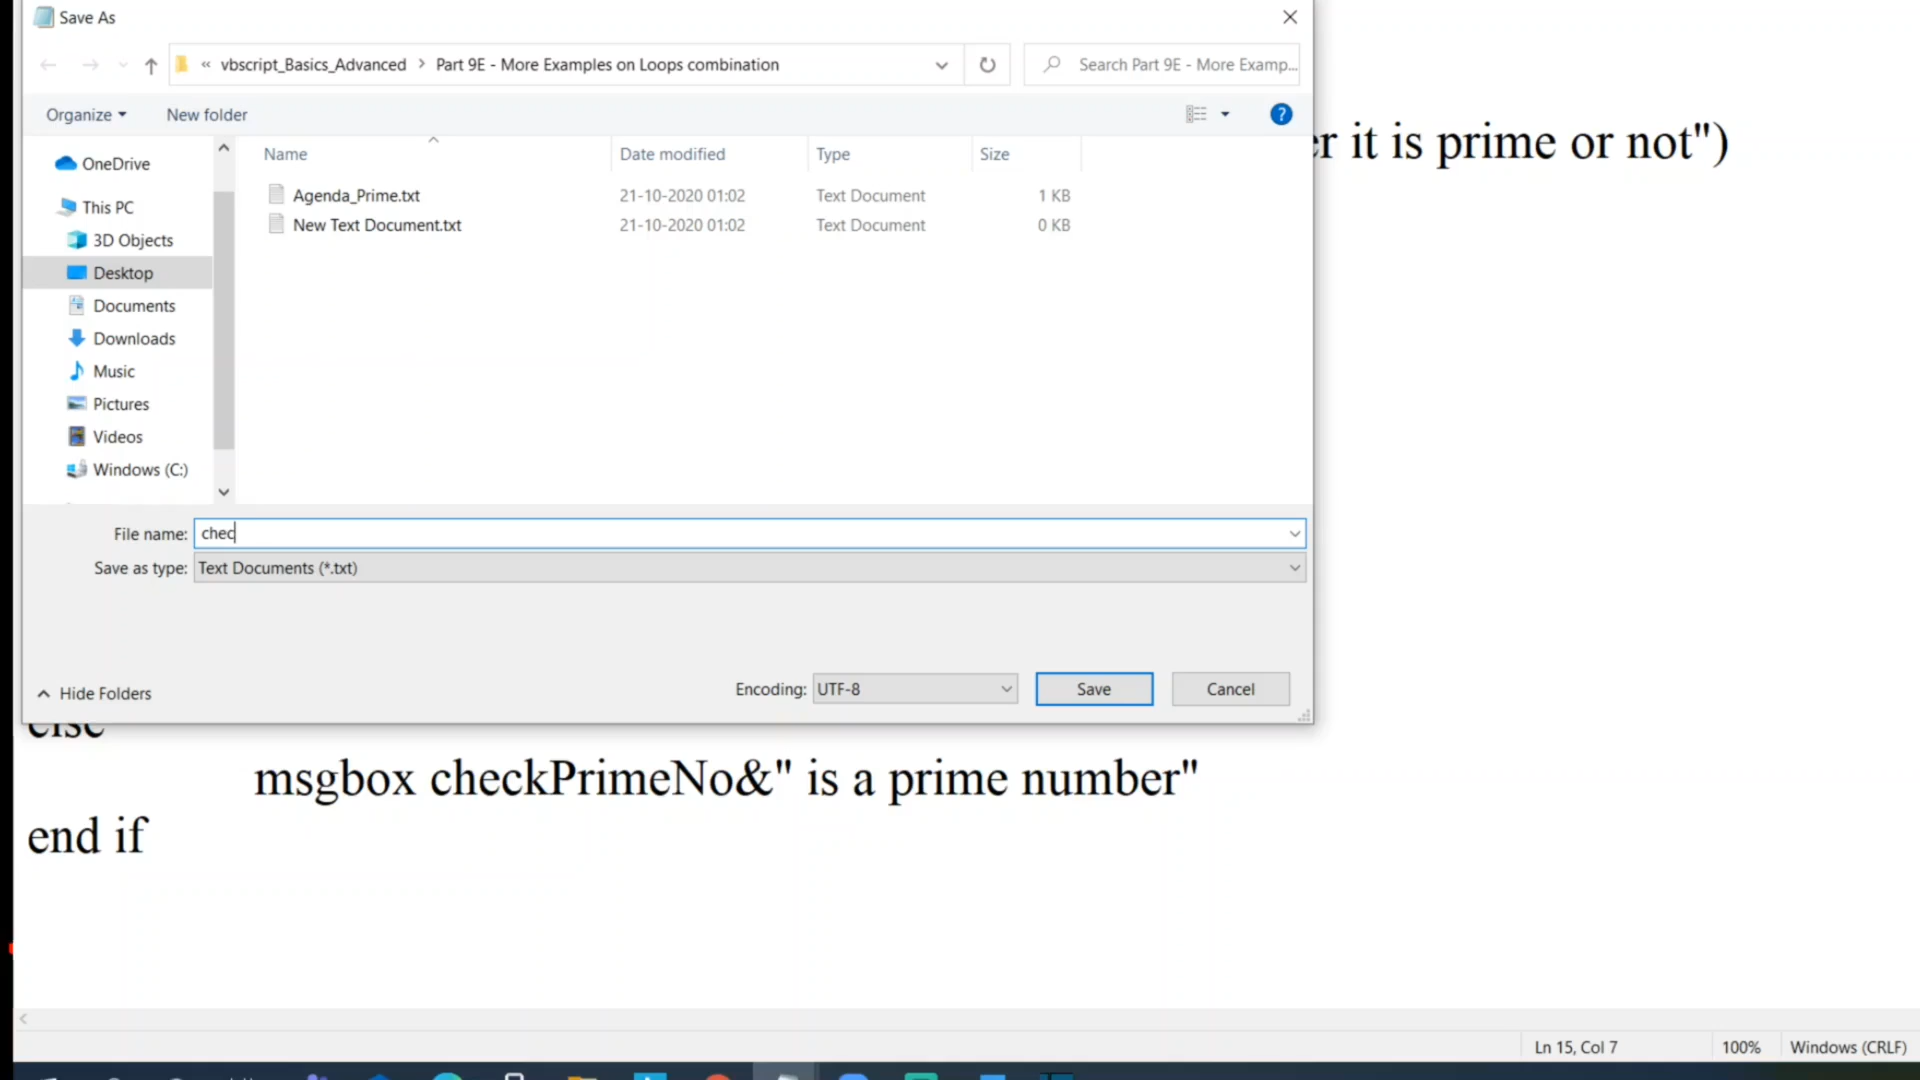 Save As
« vbscript_Basics_Advanced > Part 9E - More Examples on Loops combination
Search Part 9E - More Examp...
Organize
New folder
?
Name
Date modified
Type
Size
OneDrive
This PC
3D Objects
Desktop
Documents
Downloads
Music
Pictures
Videos
Windows (C:)
Agenda_Prime.txt 21-10-2020 01:02 Text Document 1 KB
New Text Document.txt 21-10-2020 01:02 Text Document 0 KB
File name: chec
Save as type: Text Documents (*.txt)
Hide Folders
Encoding: UTF-8
Save
Cancel
er it is prime or not")
else
msgbox checkPrimeNo&" is a prime number"
end if
Ln 15, Col 7
100%
Windows (CRLF)